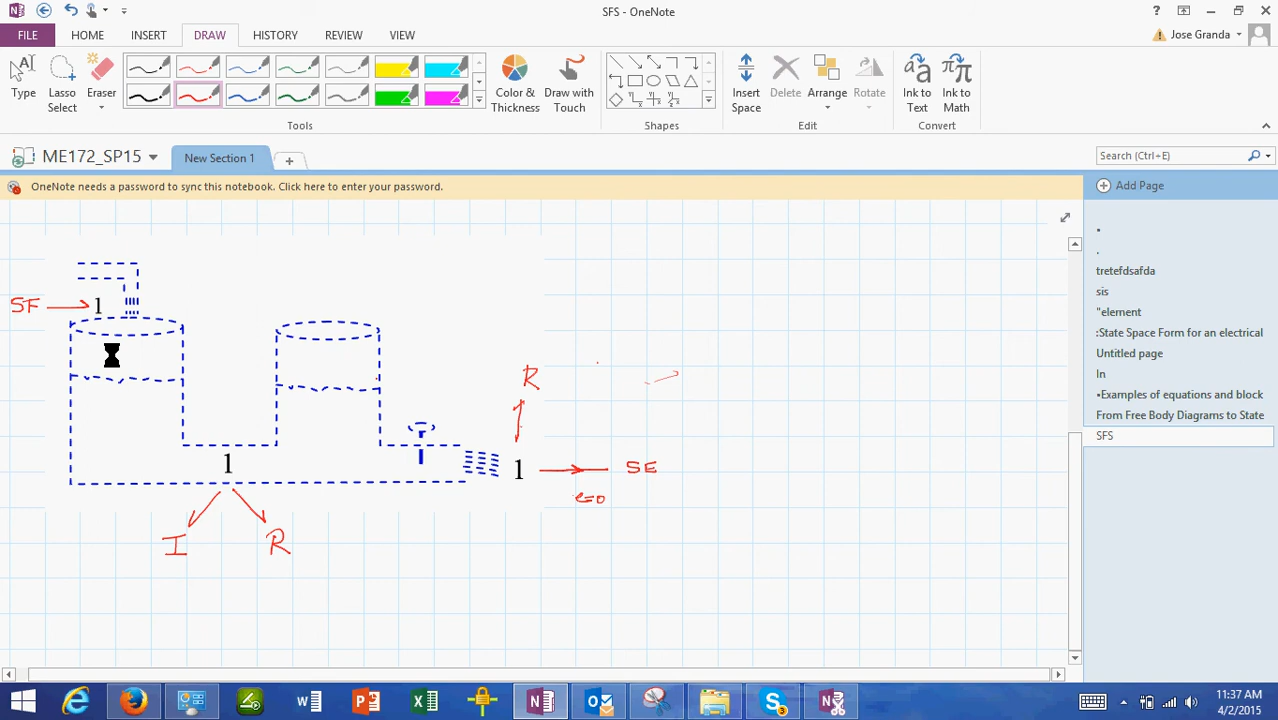 SFS - OneNote
Jose Granda
FILE HOME INSERT DRAW HISTORY REVIEW VIEW
Type
Lasso Select
Eraser
Color & Thickness
Draw with Touch
Insert Space
Delete
Arrange
Rotate
Ink to Text
Ink to Math
Tools
Shapes
Edit
Convert
ME172_SP15
New Section 1
Search (Ctrl+E)
OneNote needs a password to sync this notebook. Click here to enter your password.
Add Page
.
.
tretefdsafda
sis
"element
:State Space Form for an electrical
Untitled page
In
•Examples of equations and block
From Free Body Diagrams to State
SFS
SF 1
R
1
1 SE
e=0
I R
11:37 AM
4/2/2015